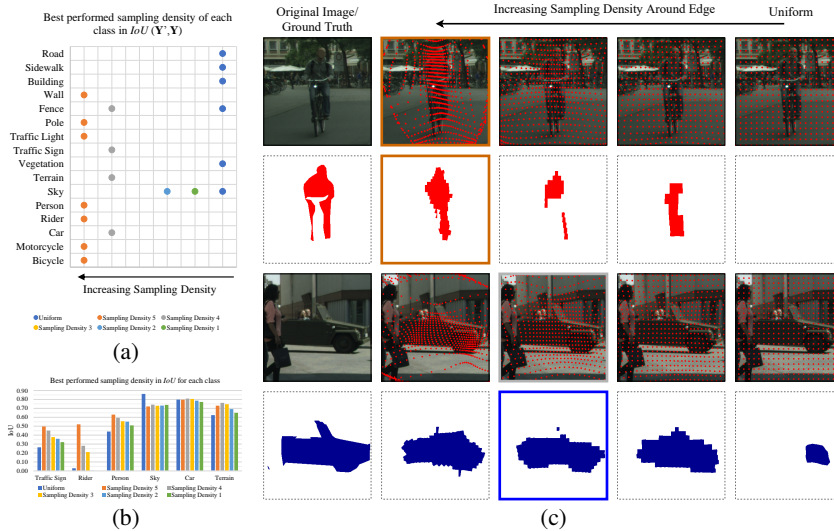 (a)
Best performed sampling density of each
class in IoU (Y',Y)
Road
Sidewalk
Building
Wall
Fence
Pole
Traffic Light
Traffic Sign
Vegetation
Terrain
Sky
Person
Rider
Car
Motorcycle
Bicycle
Increasing Sampling Density
Uniform Sampling Density 5 Sampling Density 4
Sampling Density 3 Sampling Density 2 Sampling Density 1
(a)
Best performed sampling density in IoU for each class
IoU
0.90
0.80
0.70
0.60
0.50
0.40
0.30
0.20
0.10
0.00
Traffic Sign Rider Person Sky Car Terrain
Uniform Sampling Density 5 Sampling Density 4
Sampling Density 3 Sampling Density 2 Sampling Density 1
(b)
Original Image/
Ground Truth
Increasing Sampling Density Around Edge
Uniform
(c)